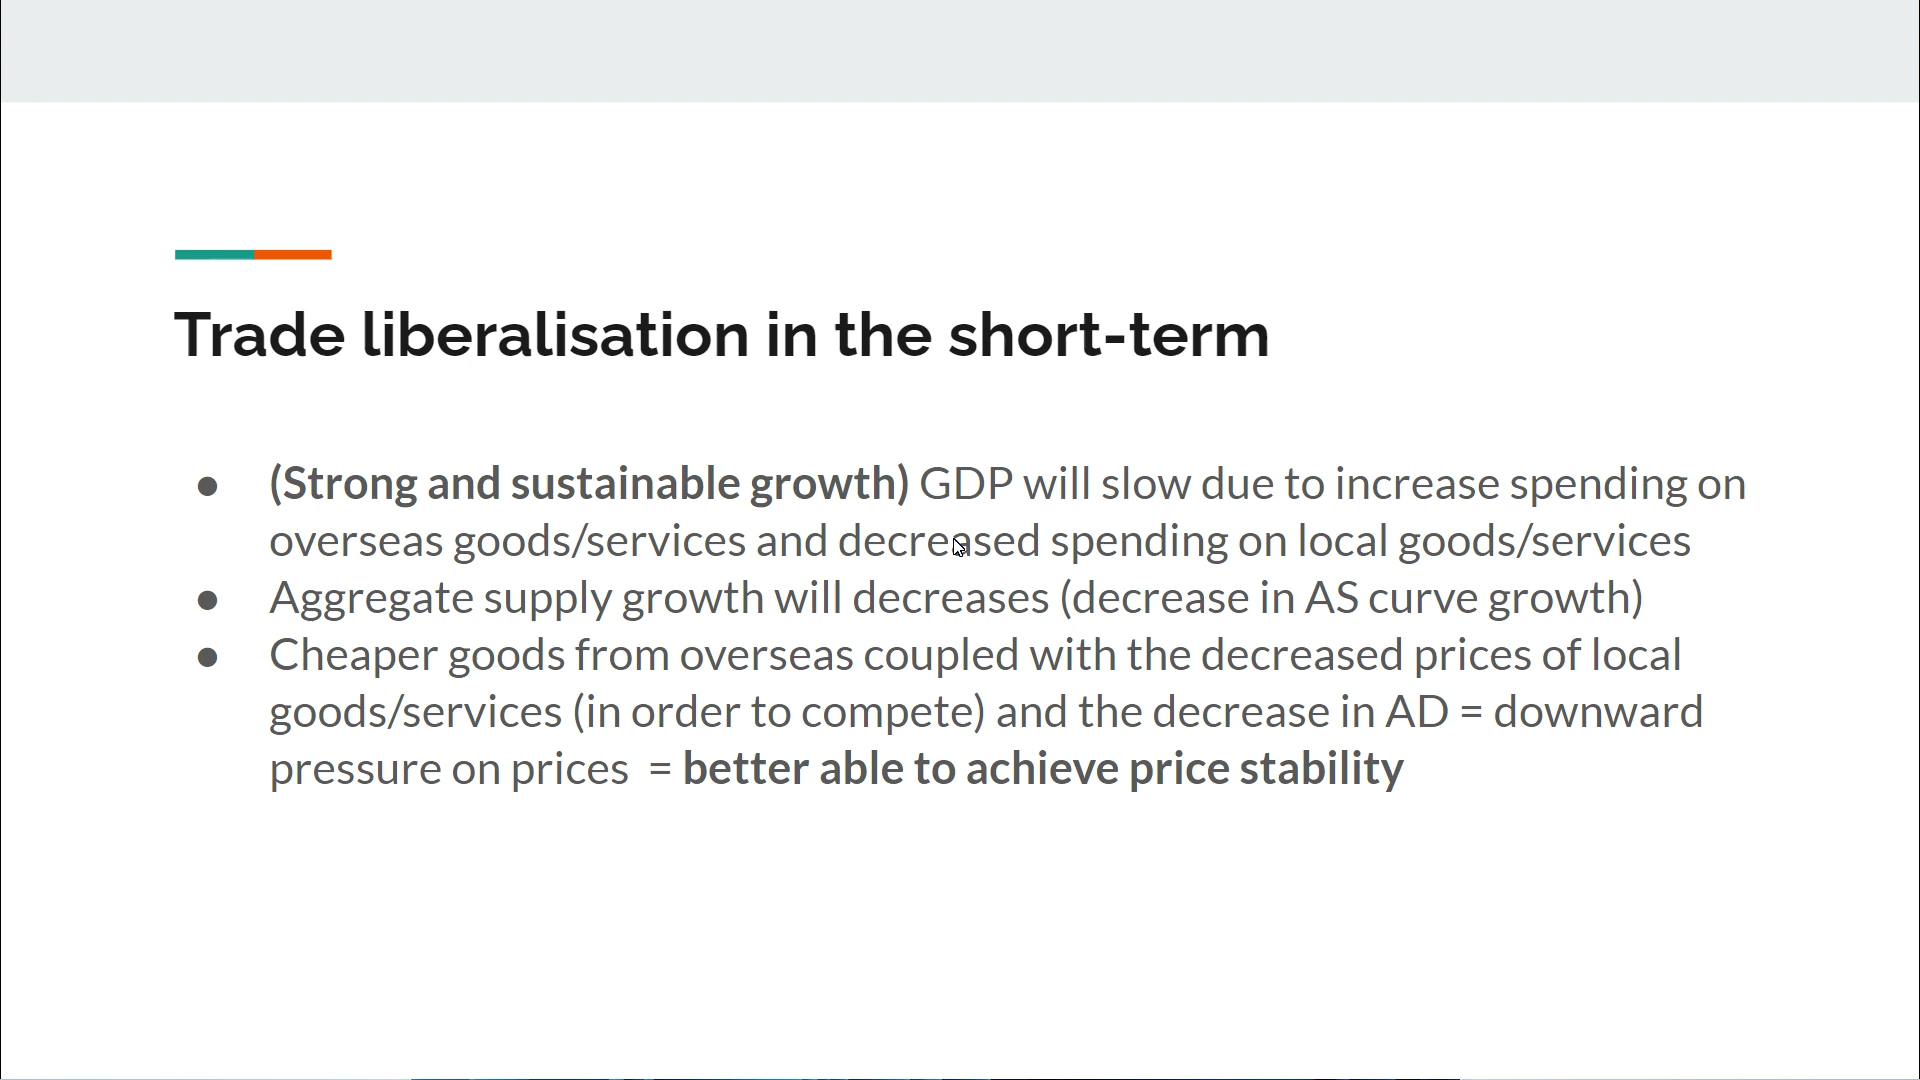 Trade liberalisation in the short-term
● (Strong and sustainable growth) GDP will slow due to increase spending on
overseas goods/services and decreased spending on local goods/services
● Aggregate supply growth will decreases (decrease in AS curve growth)
● Cheaper goods from overseas coupled with the decreased prices of local
goods/services (in order to compete) and the decrease in AD = downward
pressure on prices  = better able to achieve price stability